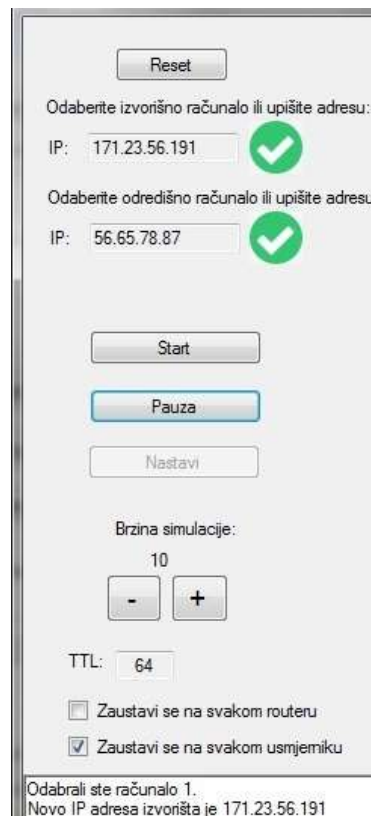 Reset
Odaberite izvorišno računalo ili upišite adresu:
IP: 171.23.56.191
Odaberite odredišno računalo ili upišite adresu
IP: 56.65.78.87
Start
Pauza
Nastavi
Brzina simulacije:
10
- +
TTL: 64
Zaustavi se na svakom routeru
Zaustavi se na svakom usmjerniku
Odabrali ste računalo 1.
Novo IP adresa izvorišta je 171.23.56.191